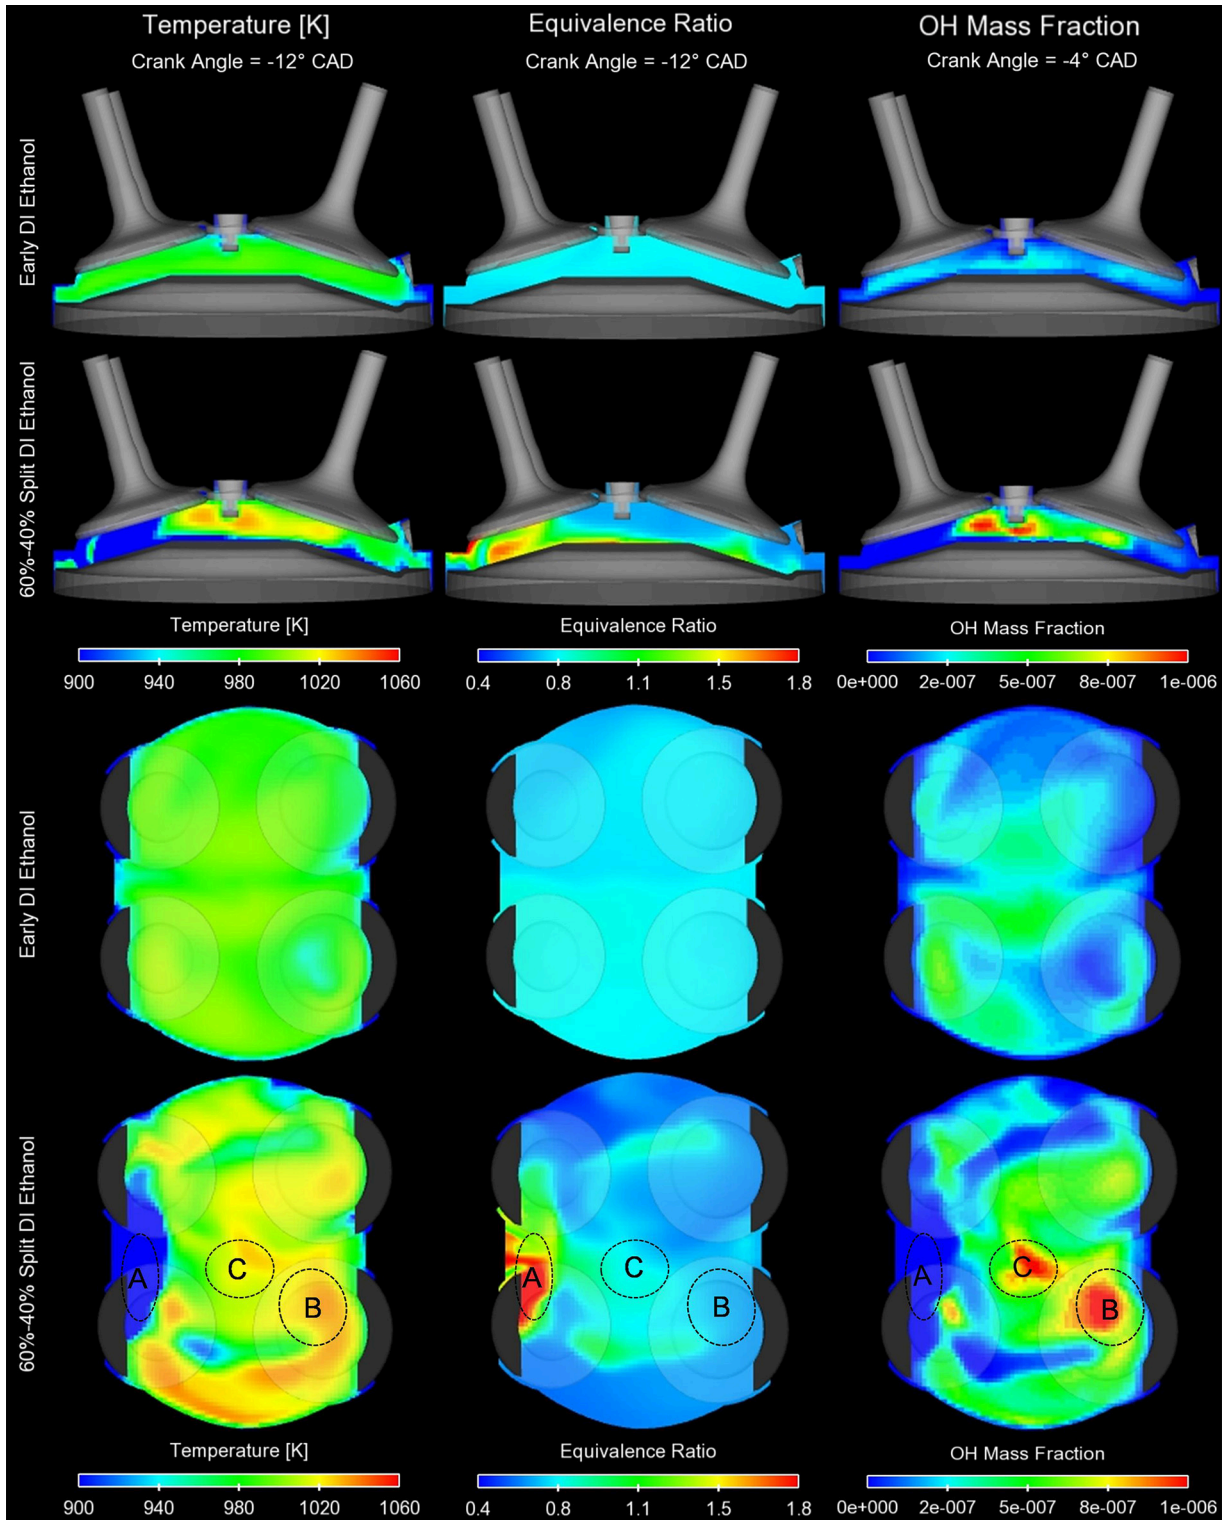 Temperature [K]
Equivalence Ratio
OH Mass Fraction
Crank Angle = -12° CAD
Crank Angle = -12° CAD
Crank Angle = -4° CAD
Early DI Ethanol
60%-40% Split DI Ethanol
Temperature [K]
Equivalence Ratio
OH Mass Fraction
900 940 980 1020 1060
0.4 0.8 1.1 1.5 1.8
0e+000 2e-007 5e-007 8e-007 1e-006
Early DI Ethanol
60%-40% Split DI Ethanol
A
C
B
A
C
B
A
C
B
Temperature [K]
Equivalence Ratio
OH Mass Fraction
900 940 980 1020 1060
0.4 0.8 1.1 1.5 1.8
0e+000 2e-007 5e-007 8e-007 1e-006